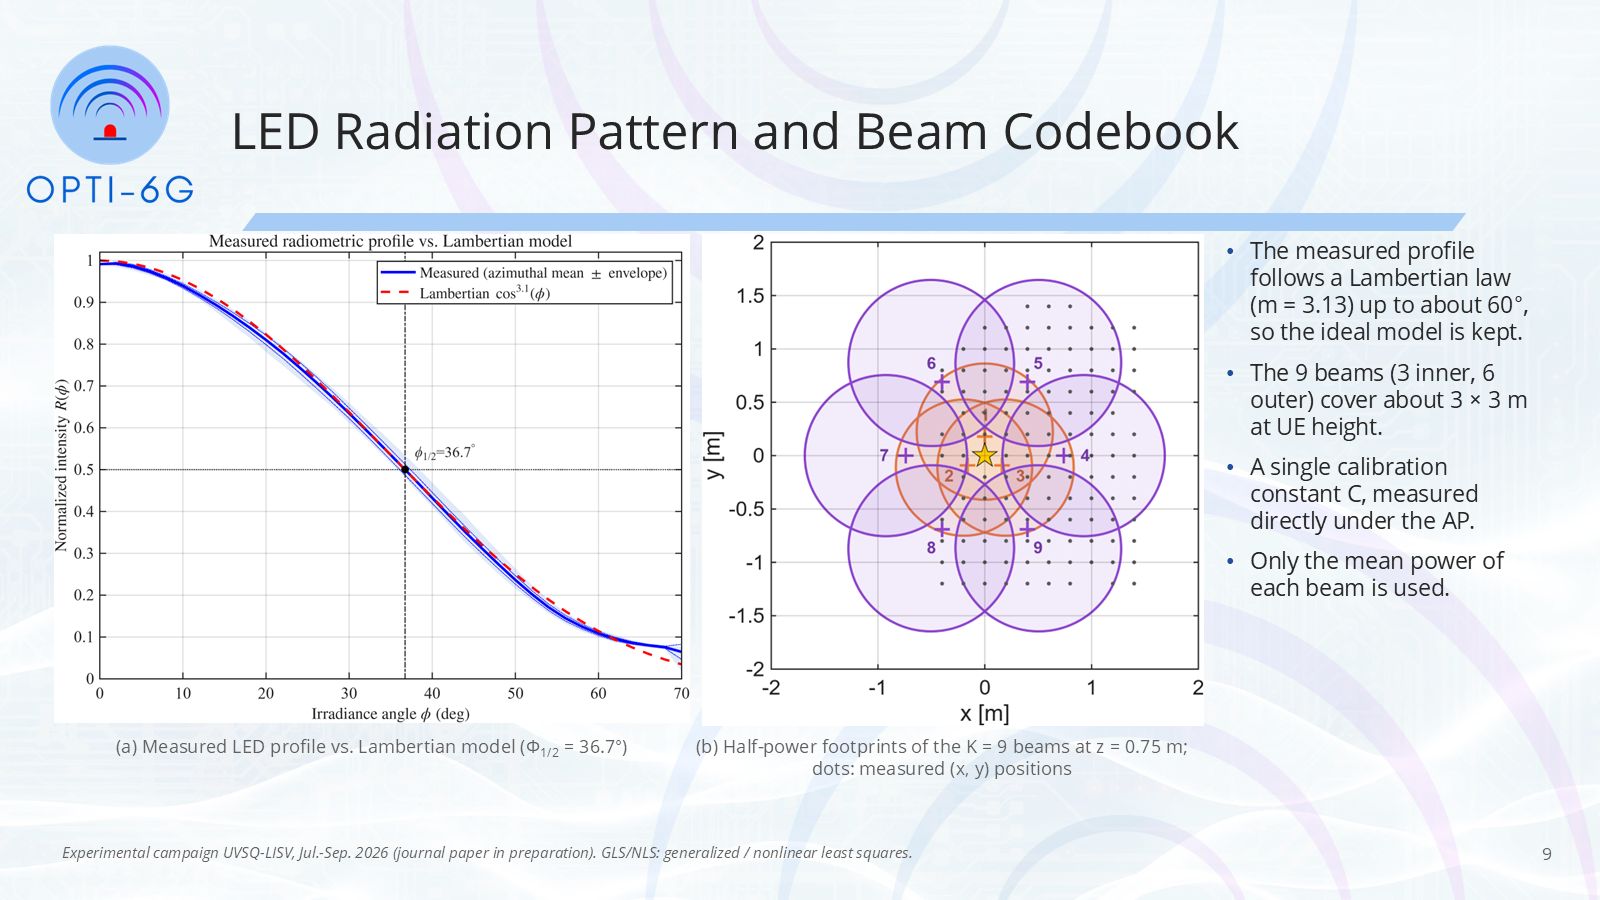 OPTI-6G
LED Radiation Pattern and Beam Codebook
Measured radiometric profile vs. Lambertian model
Measured (azimuthal mean ± envelope)
Lambertian cos^3.1(ϕ)
ϕ1/2=36.7°
Normalized intensity R(ϕ)
1
0.9
0.8
0.7
0.6
0.5
0.4
0.3
0.2
0.1
0
0 10 20 30 40 50 60 70
Irradiance angle ϕ (deg)
(a) Measured LED profile vs. Lambertian model (Φ1/2 = 36.7°)
y [m]
2
1.5
1
0.5
0
-0.5
-1
-1.5
-2
6 5
1
7 4
2 3
8 9
-2 -1 0 1 2
x [m]
(b) Half-power footprints of the K = 9 beams at z = 0.75 m;
dots: measured (x, y) positions
• The measured profile
follows a Lambertian law
(m = 3.13) up to about 60°,
so the ideal model is kept.
• The 9 beams (3 inner, 6
outer) cover about 3 × 3 m
at UE height.
• A single calibration
constant C, measured
directly under the AP.
• Only the mean power of
each beam is used.
Experimental campaign UVSQ-LISV, Jul.-Sep. 2026 (journal paper in preparation). GLS/NLS: generalized / nonlinear least squares.
9